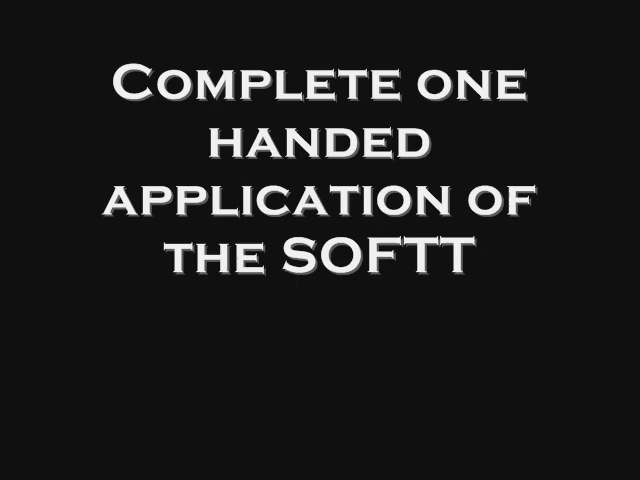 Complete one
handed
application of
the SOFTT